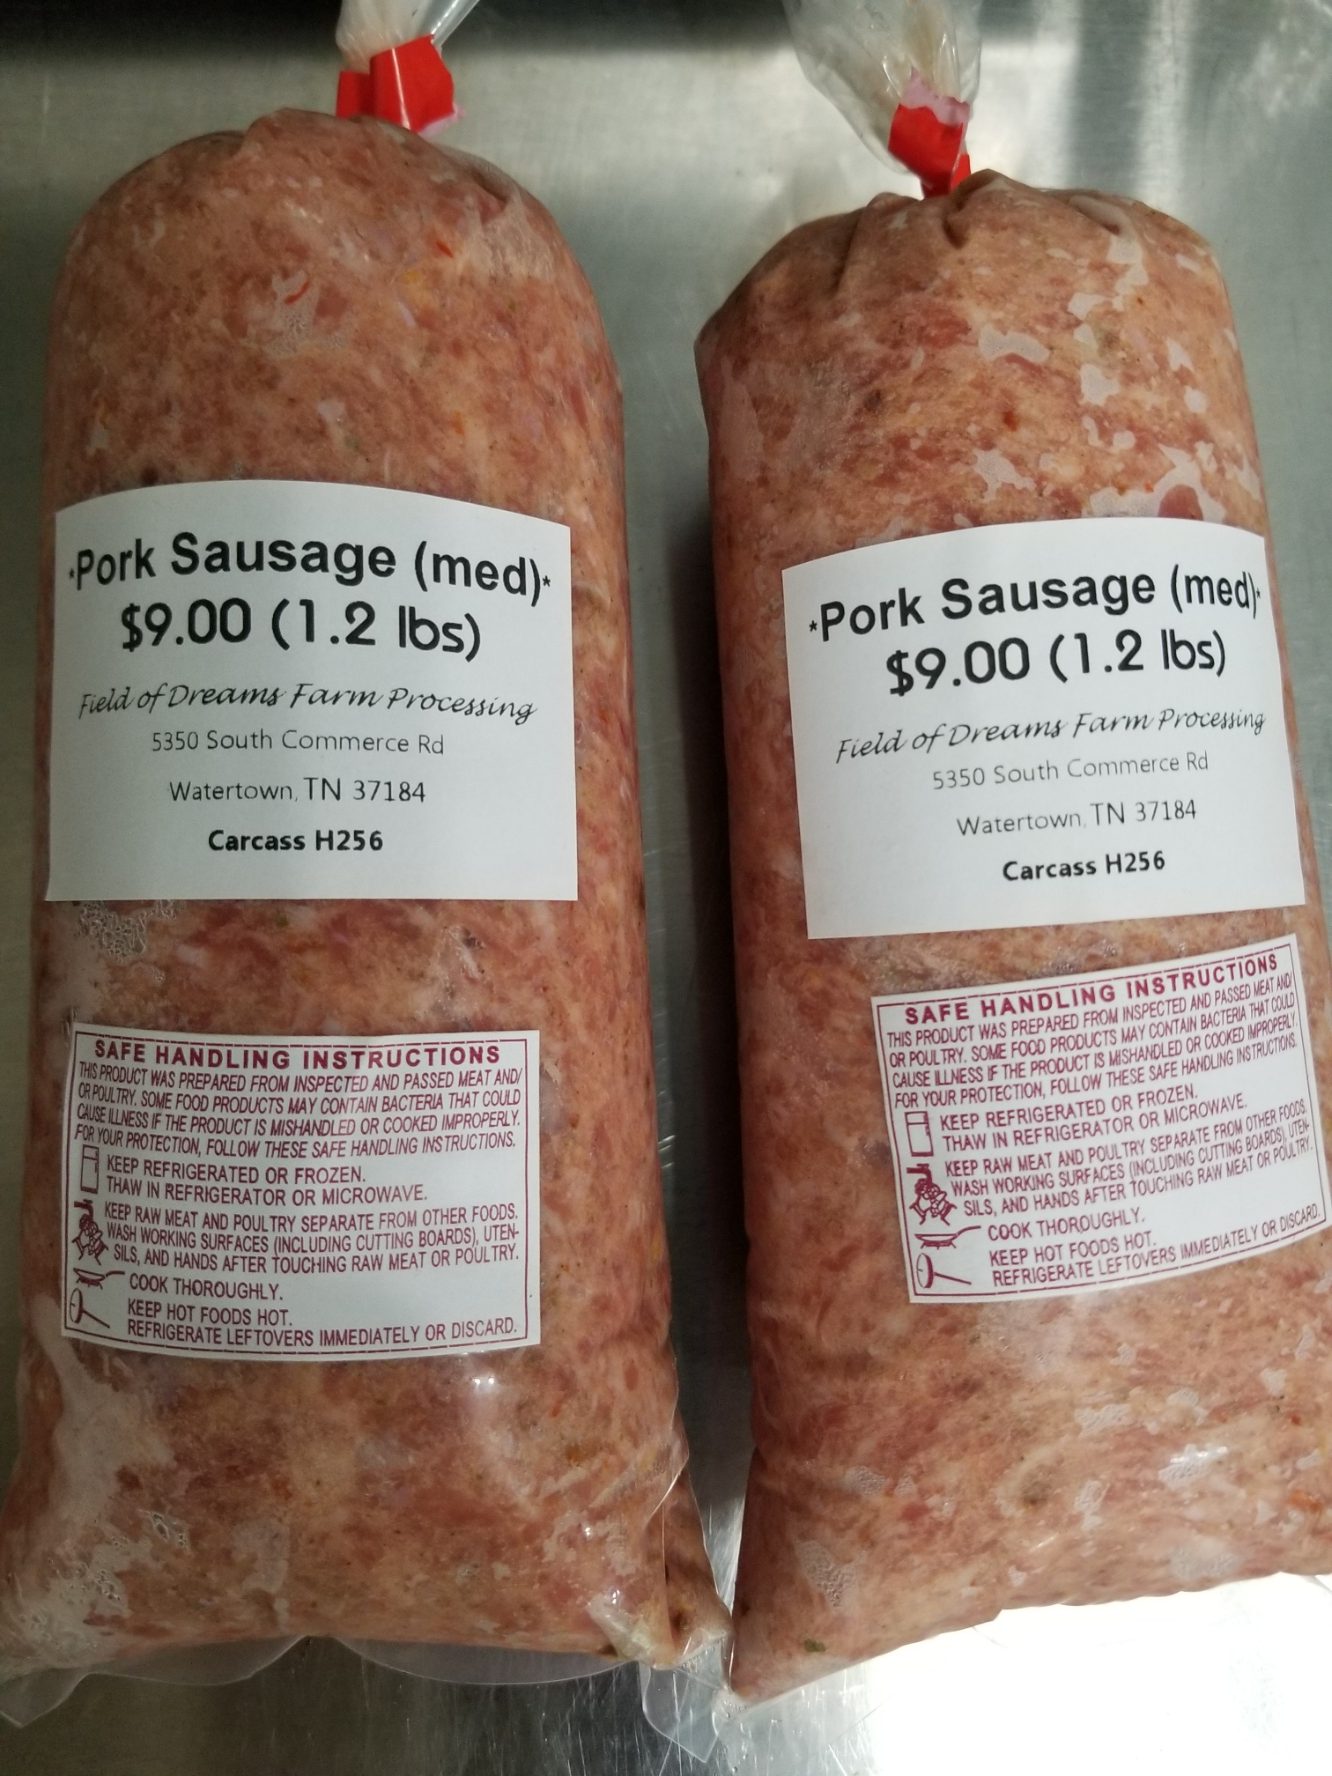 *Pork Sausage (med)*
$9.00 (1.2 lbs)
Field of Dreams Farm Processing
5350 South Commerce Rd
Watertown, TN 37184
Carcass H256
SAFE HANDLING INSTRUCTIONS
THIS PRODUCT WAS PREPARED FROM INSPECTED AND PASSED MEAT AND/
OR POULTRY. SOME FOOD PRODUCTS MAY CONTAIN BACTERIA THAT COULD
CAUSE ILLNESS IF THE PRODUCT IS MISHANDLED OR COOKED IMPROPERLY.
FOR YOUR PROTECTION, FOLLOW THESE SAFE HANDLING INSTRUCTIONS.
KEEP REFRIGERATED OR FROZEN.
THAW IN REFRIGERATOR OR MICROWAVE.
KEEP RAW MEAT AND POULTRY SEPARATE FROM OTHER FOODS.
WASH WORKING SURFACES (INCLUDING CUTTING BOARDS), UTEN-
SILS, AND HANDS AFTER TOUCHING RAW MEAT OR POULTRY.
COOK THOROUGHLY.
KEEP HOT FOODS HOT.
REFRIGERATE LEFTOVERS IMMEDIATELY OR DISCARD.
*Pork Sausage (med)*
$9.00 (1.2 lbs)
Field of Dreams Farm Processing
5350 South Commerce Rd
Watertown, TN 37184
Carcass H256
SAFE HANDLING INSTRUCTIONS
THIS PRODUCT WAS PREPARED FROM INSPECTED AND PASSED MEAT AND/
OR POULTRY. SOME FOOD PRODUCTS MAY CONTAIN BACTERIA THAT COULD
CAUSE ILLNESS IF THE PRODUCT IS MISHANDLED OR COOKED IMPROPERLY.
FOR YOUR PROTECTION, FOLLOW THESE SAFE HANDLING INSTRUCTIONS.
KEEP REFRIGERATED OR FROZEN.
THAW IN REFRIGERATOR OR MICROWAVE.
KEEP RAW MEAT AND POULTRY SEPARATE FROM OTHER FOODS.
WASH WORKING SURFACES (INCLUDING CUTTING BOARDS), UTEN-
SILS, AND HANDS AFTER TOUCHING RAW MEAT OR POULTRY.
COOK THOROUGHLY.
KEEP HOT FOODS HOT.
REFRIGERATE LEFTOVERS IMMEDIATELY OR DISCARD.